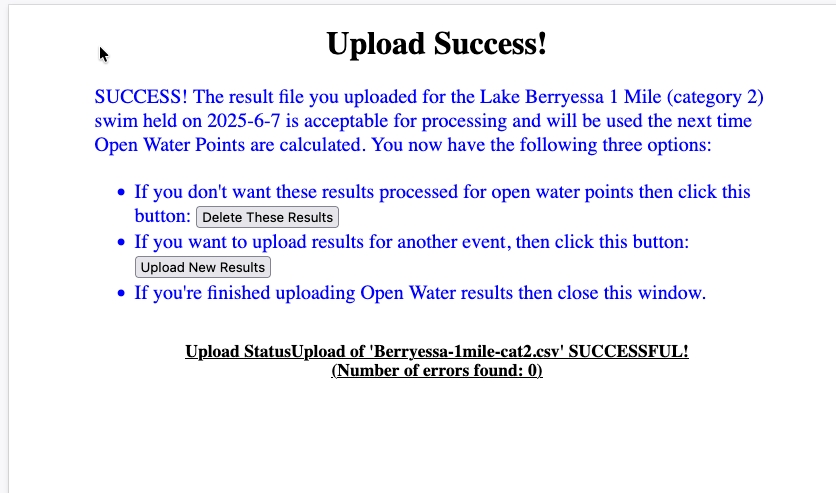 Upload Success!
SUCCESS! The result file you uploaded for the Lake Berryessa 1 Mile (category 2)
swim held on 2025-6-7 is acceptable for processing and will be used the next time
Open Water Points are calculated. You now have the following three options:
• If you don't want these results processed for open water points then click this
button: Delete These Results
• If you want to upload results for another event, then click this button:
Upload New Results
• If you're finished uploading Open Water results then close this window.
Upload StatusUpload of 'Berryessa-1mile-cat2.csv' SUCCESSFUL!
(Number of errors found: 0)